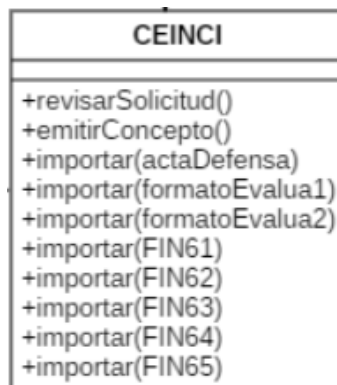 CEINCI
+revisarSolicitud()
+emitirConcepto()
+importar(actaDefensa)
+importar(formatoEvalua1)
+importar(formatoEvalua2)
+importar(FIN61)
+importar(FIN62)
+importar(FIN63)
+importar(FIN64)
+importar(FIN65)